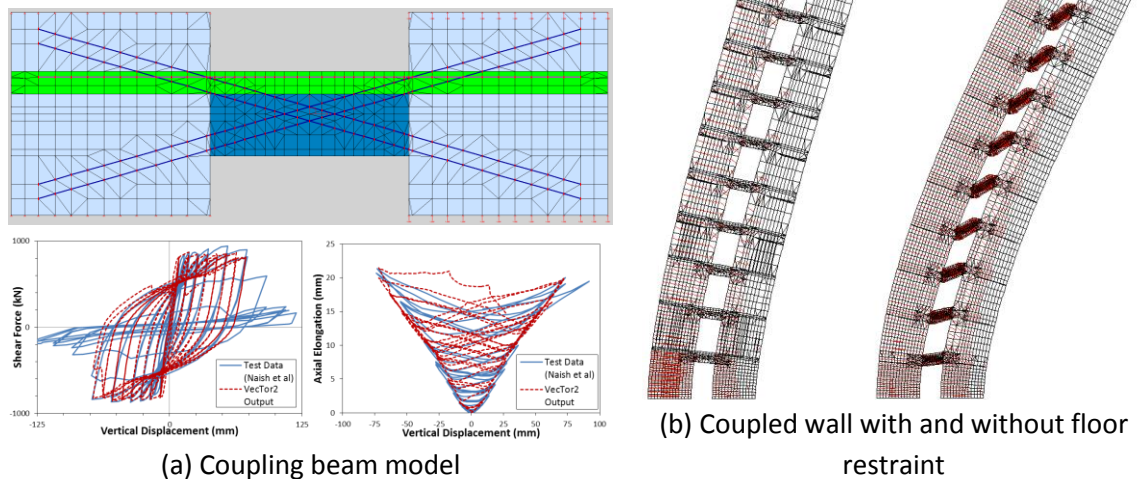 1000
0
-1000
Shear Force (kN)
-125
0
125
Vertical Displacement (mm)
Test Data
(Naish et al)
VecTor2
Output
25
20
15
10
5
0
Axial Elongation (mm)
-100
-75
-50
-25
0
25
50
75
100
Vertical Displacement (mm)
Test Data
(Naish et al)
VecTor2
Output
(a) Coupling beam model
(b) Coupled wall with and without floor
restraint